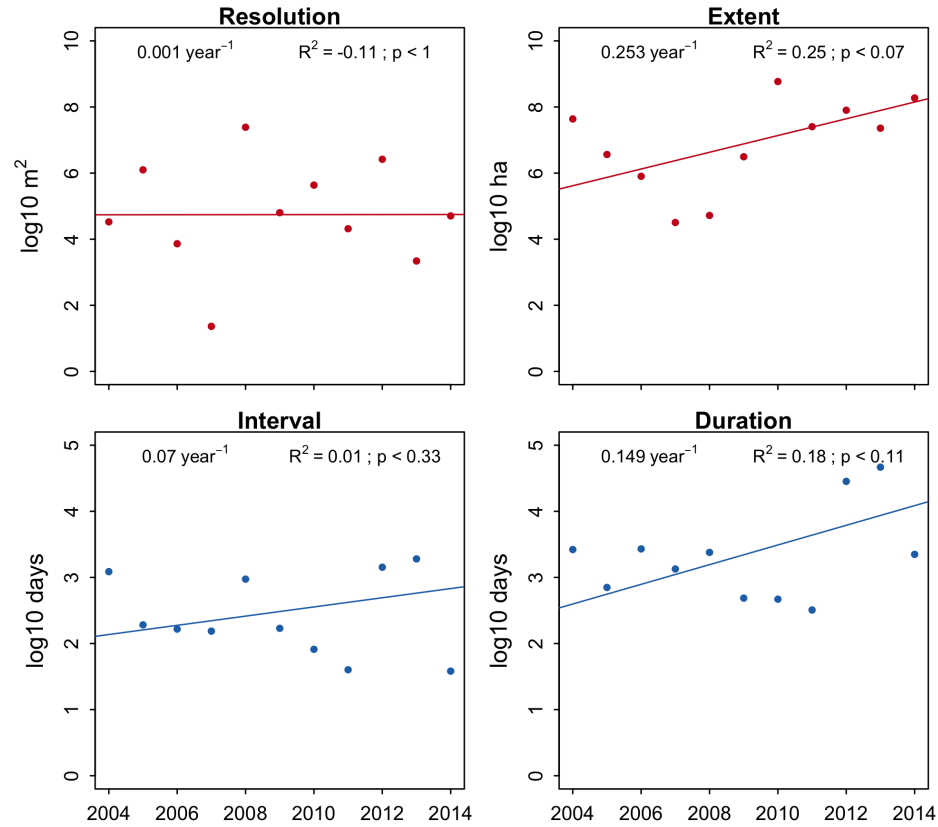 Resolution
0.001 year⁻¹ R² = -0.11 ; p < 1
10
8
6
4
2
0
log10 m²
Extent
0.253 year⁻¹ R² = 0.25 ; p < 0.07
10
8
6
4
2
0
log10 ha
Interval
0.07 year⁻¹ R² = 0.01 ; p < 0.33
5
4
3
2
1
0
log10 days
2004 2006 2008 2010 2012 2014
Duration
0.149 year⁻¹ R² = 0.18 ; p < 0.11
5
4
3
2
1
0
log10 days
2004 2006 2008 2010 2012 2014